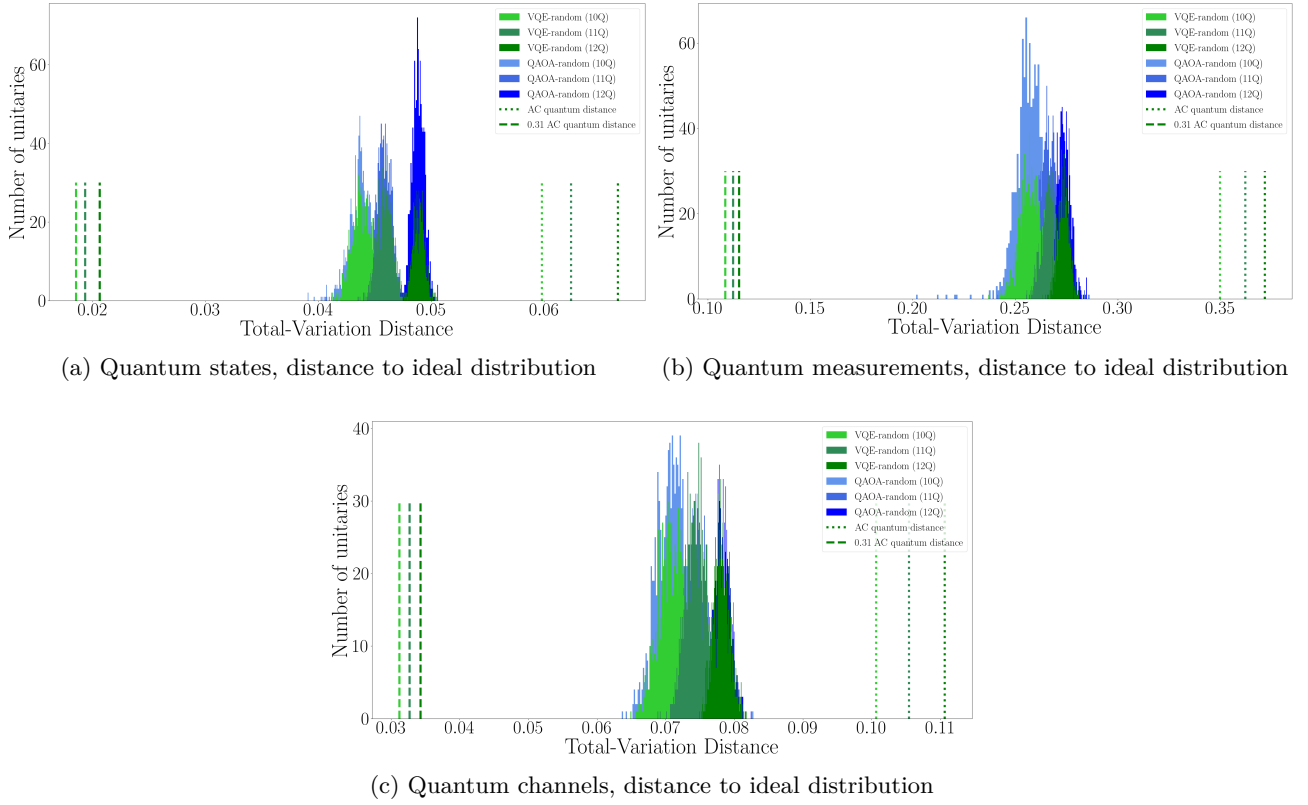 60
40
20
0
Number of unitaries
VQE-random (10Q)
VQE-random (11Q)
VQE-random (12Q)
QAOA-random (10Q)
QAOA-random (11Q)
QAOA-random (12Q)
AC quantum distance
0.31 AC quantum distance
0.02 0.03 0.04 0.05 0.06
Total-Variation Distance
(a) Quantum states, distance to ideal distribution
60
40
20
0
Number of unitaries
VQE-random (10Q)
VQE-random (11Q)
VQE-random (12Q)
QAOA-random (10Q)
QAOA-random (11Q)
QAOA-random (12Q)
AC quantum distance
0.31 AC quantum distance
0.10 0.15 0.20 0.25 0.30 0.35
Total-Variation Distance
(b) Quantum measurements, distance to ideal distribution
40
30
20
10
0
Number of unitaries
VQE-random (10Q)
VQE-random (11Q)
VQE-random (12Q)
QAOA-random (10Q)
QAOA-random (11Q)
QAOA-random (12Q)
AC quantum distance
0.31 AC quantum distance
0.03 0.04 0.05 0.06 0.07 0.08 0.09 0.10 0.11
Total-Variation Distance
(c) Quantum channels, distance to ideal distribution